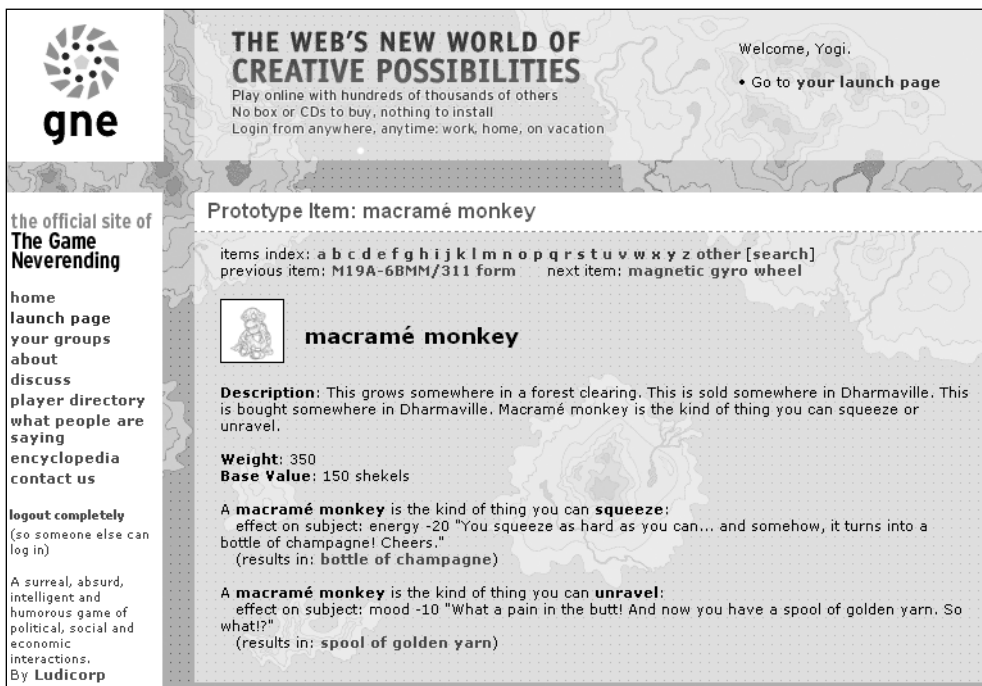 gne
THE WEB'S NEW WORLD OF
CREATIVE POSSIBILITIES
Play online with hundreds of thousands of others
No box or CDs to buy, nothing to install
Login from anywhere, anytime: work, home, on vacation
Welcome, Yogi.
• Go to your launch page
the official site of
The Game
Neverending
home
launch page
your groups
about
discuss
player directory
what people are
saying
encyclopedia
contact us
logout completely
(so someone else can
log in)
A surreal, absurd,
intelligent and
humorous game of
political, social and
economic
interactions.
By Ludicorp
Prototype Item: macramé monkey
items index: a b c d e f g h i j k l m n o p q r s t u v w x y z other [search]
previous item: M19A-6BMM/311 form next item: magnetic gyro wheel
macramé monkey
Description: This grows somewhere in a forest clearing. This is sold somewhere in Dharmaville. This
is bought somewhere in Dharmaville. Macramé monkey is the kind of thing you can squeeze or
unravel.
Weight: 350
Base Value: 150 shekels
A macramé monkey is the kind of thing you can squeeze:
effect on subject: energy -20 "You squeeze as hard as you can... and somehow, it turns into a
bottle of champagne! Cheers."
(results in: bottle of champagne)
A macramé monkey is the kind of thing you can unravel:
effect on subject: mood -10 "What a pain in the butt! And now you have a spool of golden yarn. So
what!?"
(results in: spool of golden yarn)